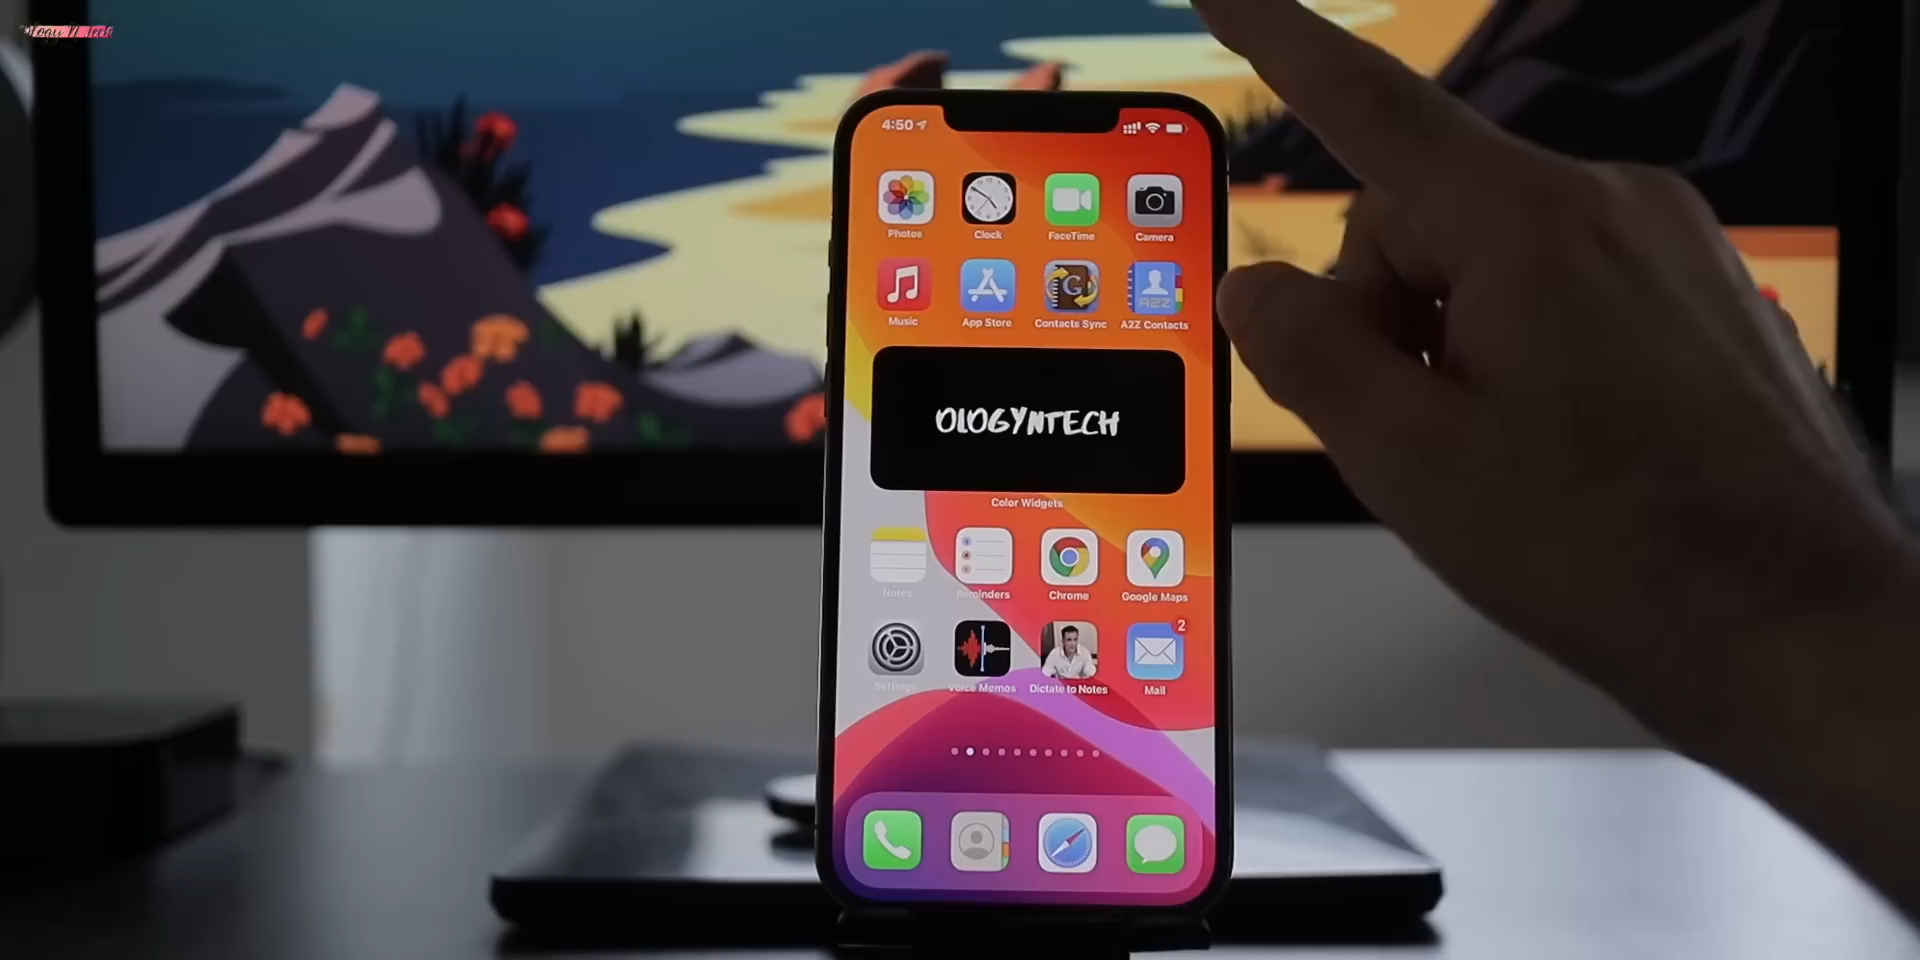 4:50
Photos Clock FaceTime Camera
Music App Store Contacts Sync A2Z Contacts
OLOGYNTECH
Color Widgets
Notes Reminders Chrome Google Maps
2
Settings Voice Memos Dictate to Notes Mail